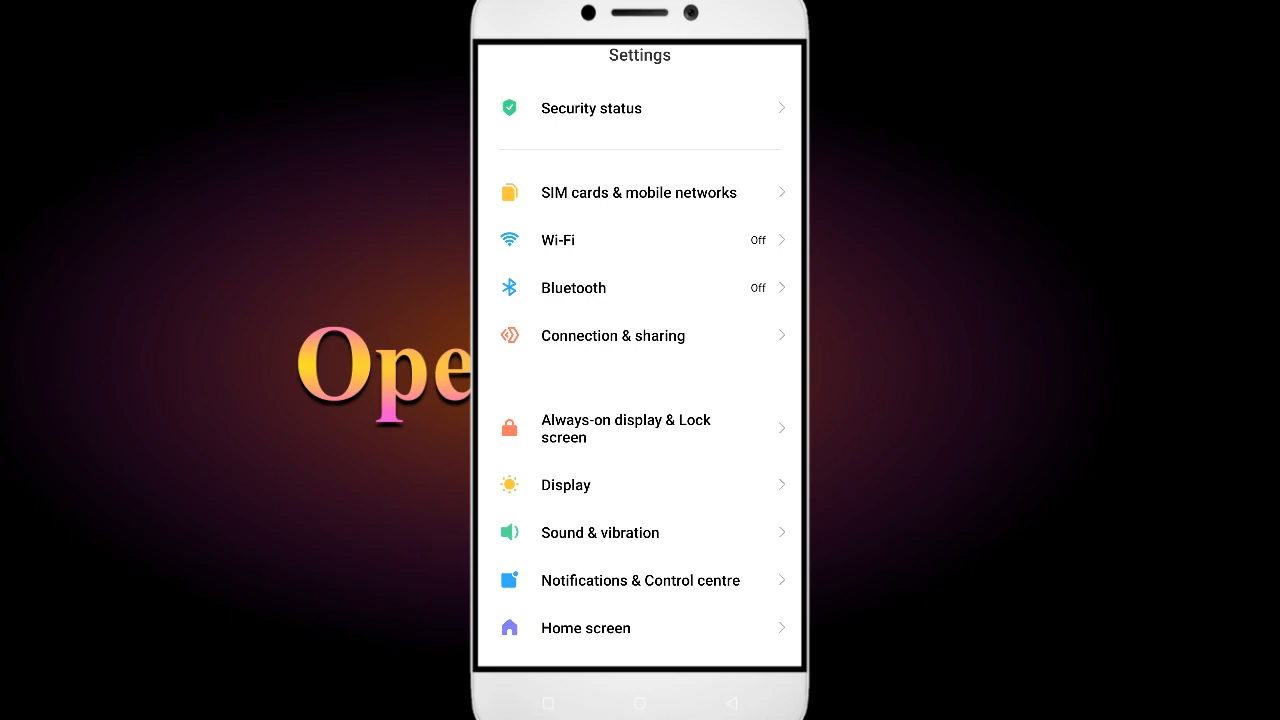 Settings
Security status
SIM cards & mobile networks
Wi-Fi Off
Bluetooth Off
Connection & sharing
Ope
Always-on display & Lock
screen
Display
Sound & vibration
Notifications & Control centre
Home screen